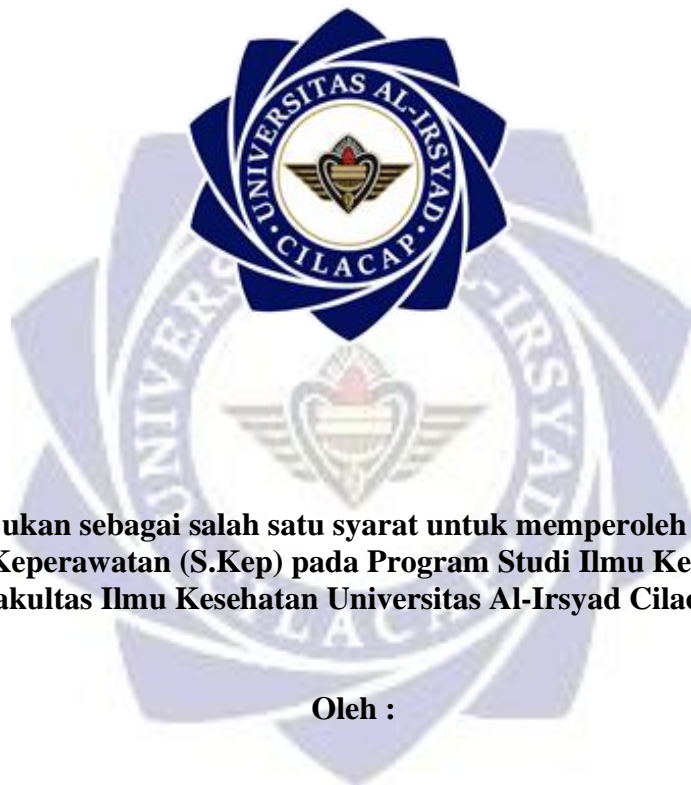 UNIVERSITAS AL-IRSYAD
CILACAP
ukan sebagai salah satu syarat untuk memperoleh
Keperawatan (S.Kep) pada Program Studi Ilmu Ke
akultas Ilmu Kesehatan Universitas Al-Irsyad Cila
Oleh :